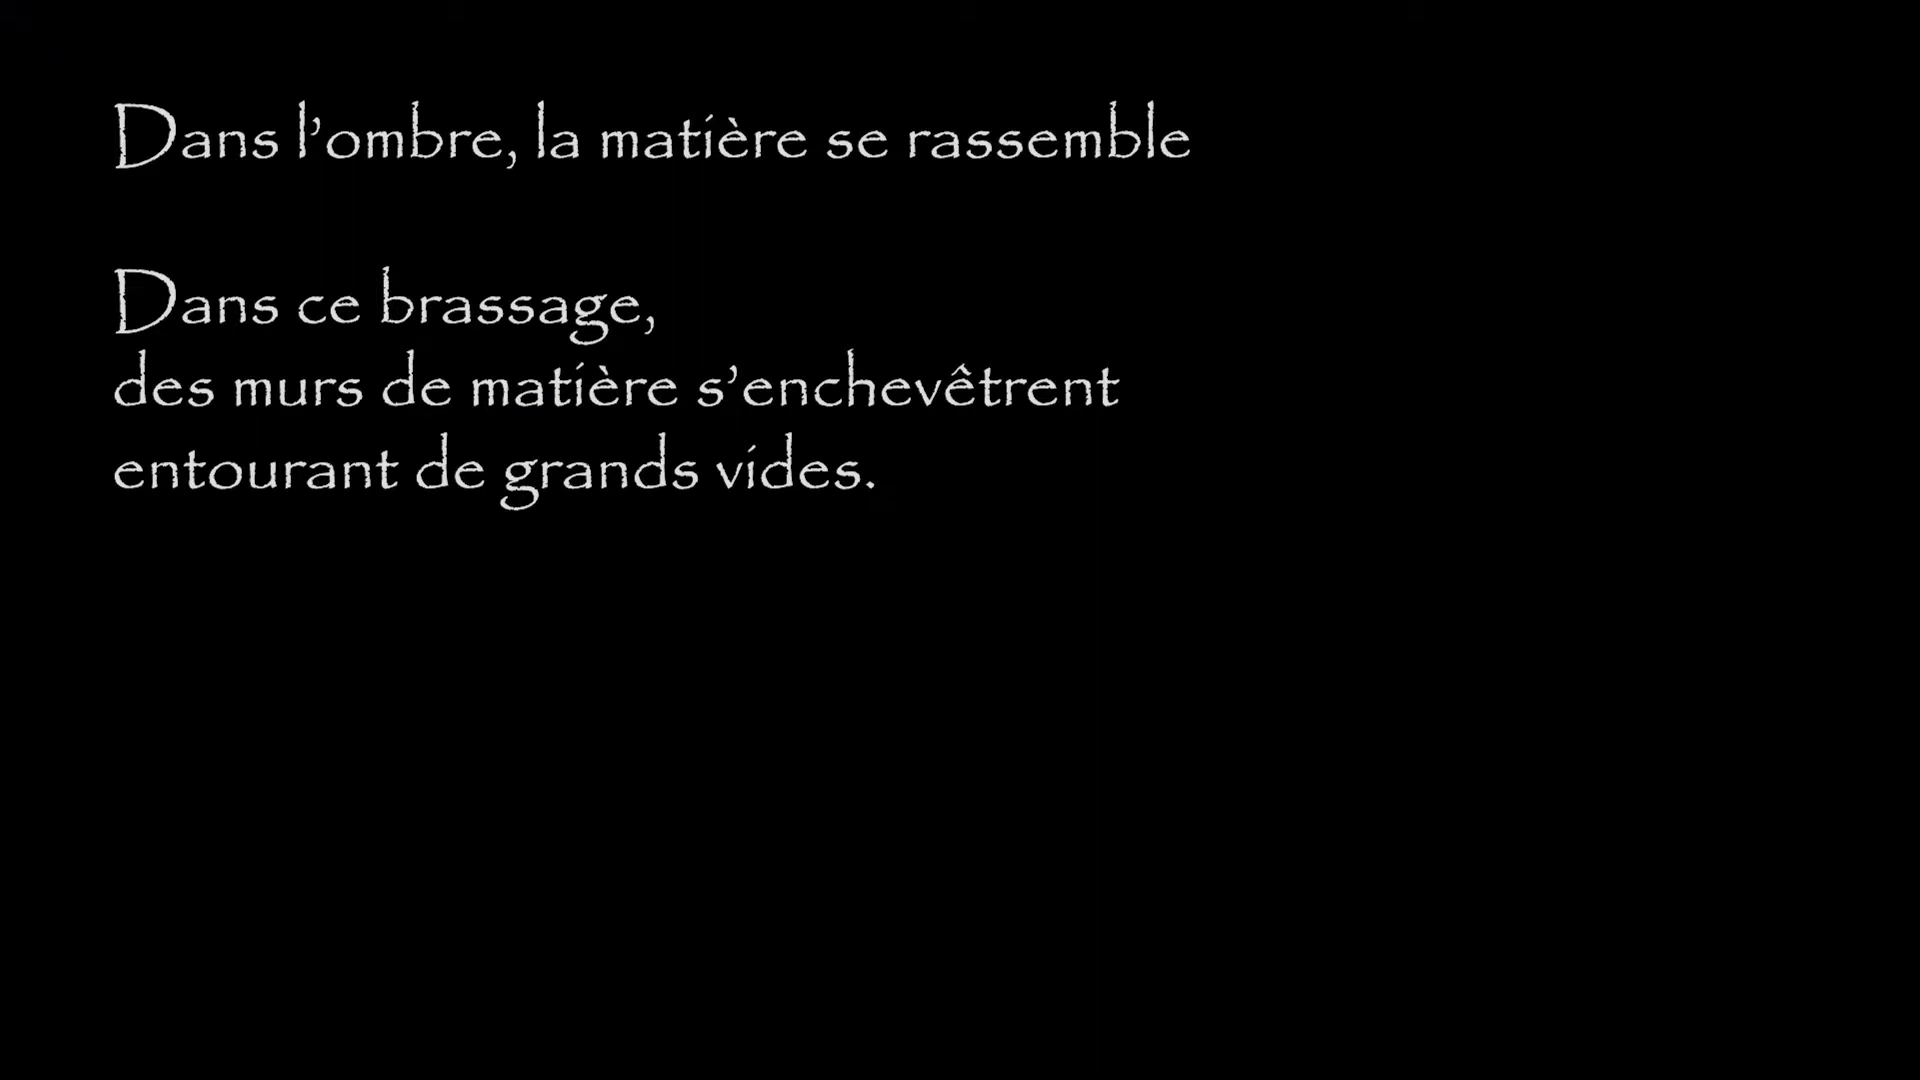 Dans l’ombre, la matière se rassemble
Dans ce brassage,
des murs de matière s’enchevêtrent
entourant de grands vides.